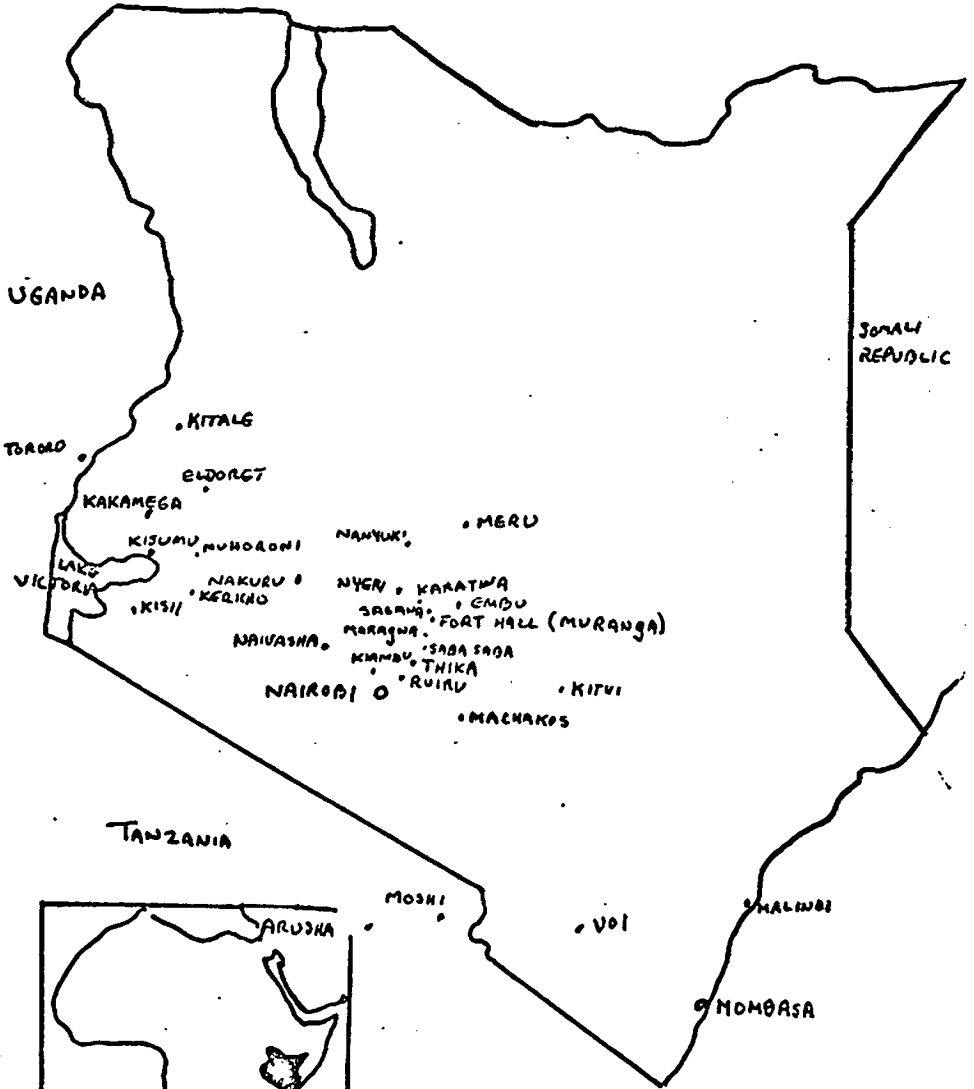 UGANDA
SOMALI
REPUBLIC
KITALE
TORORO
ELDORET
KAKAMEGA
MERU
NANYUKI
KISUMU
MUHORONI
LAKE
VICTORIA
NAKURU
NYERI
KARATINA
KERICHO
EMBU
KISII
SAGANA
FORT HALL (MURANGA)
MARAGUA
NAIVASHA
SABA SABA
KIAMBU
THIKA
RUIRU
NAIROBI
KITUI
MACHAKOS
TANZANIA
MOSHI
MALINDI
ARUSHA
VOI
MOMBASA